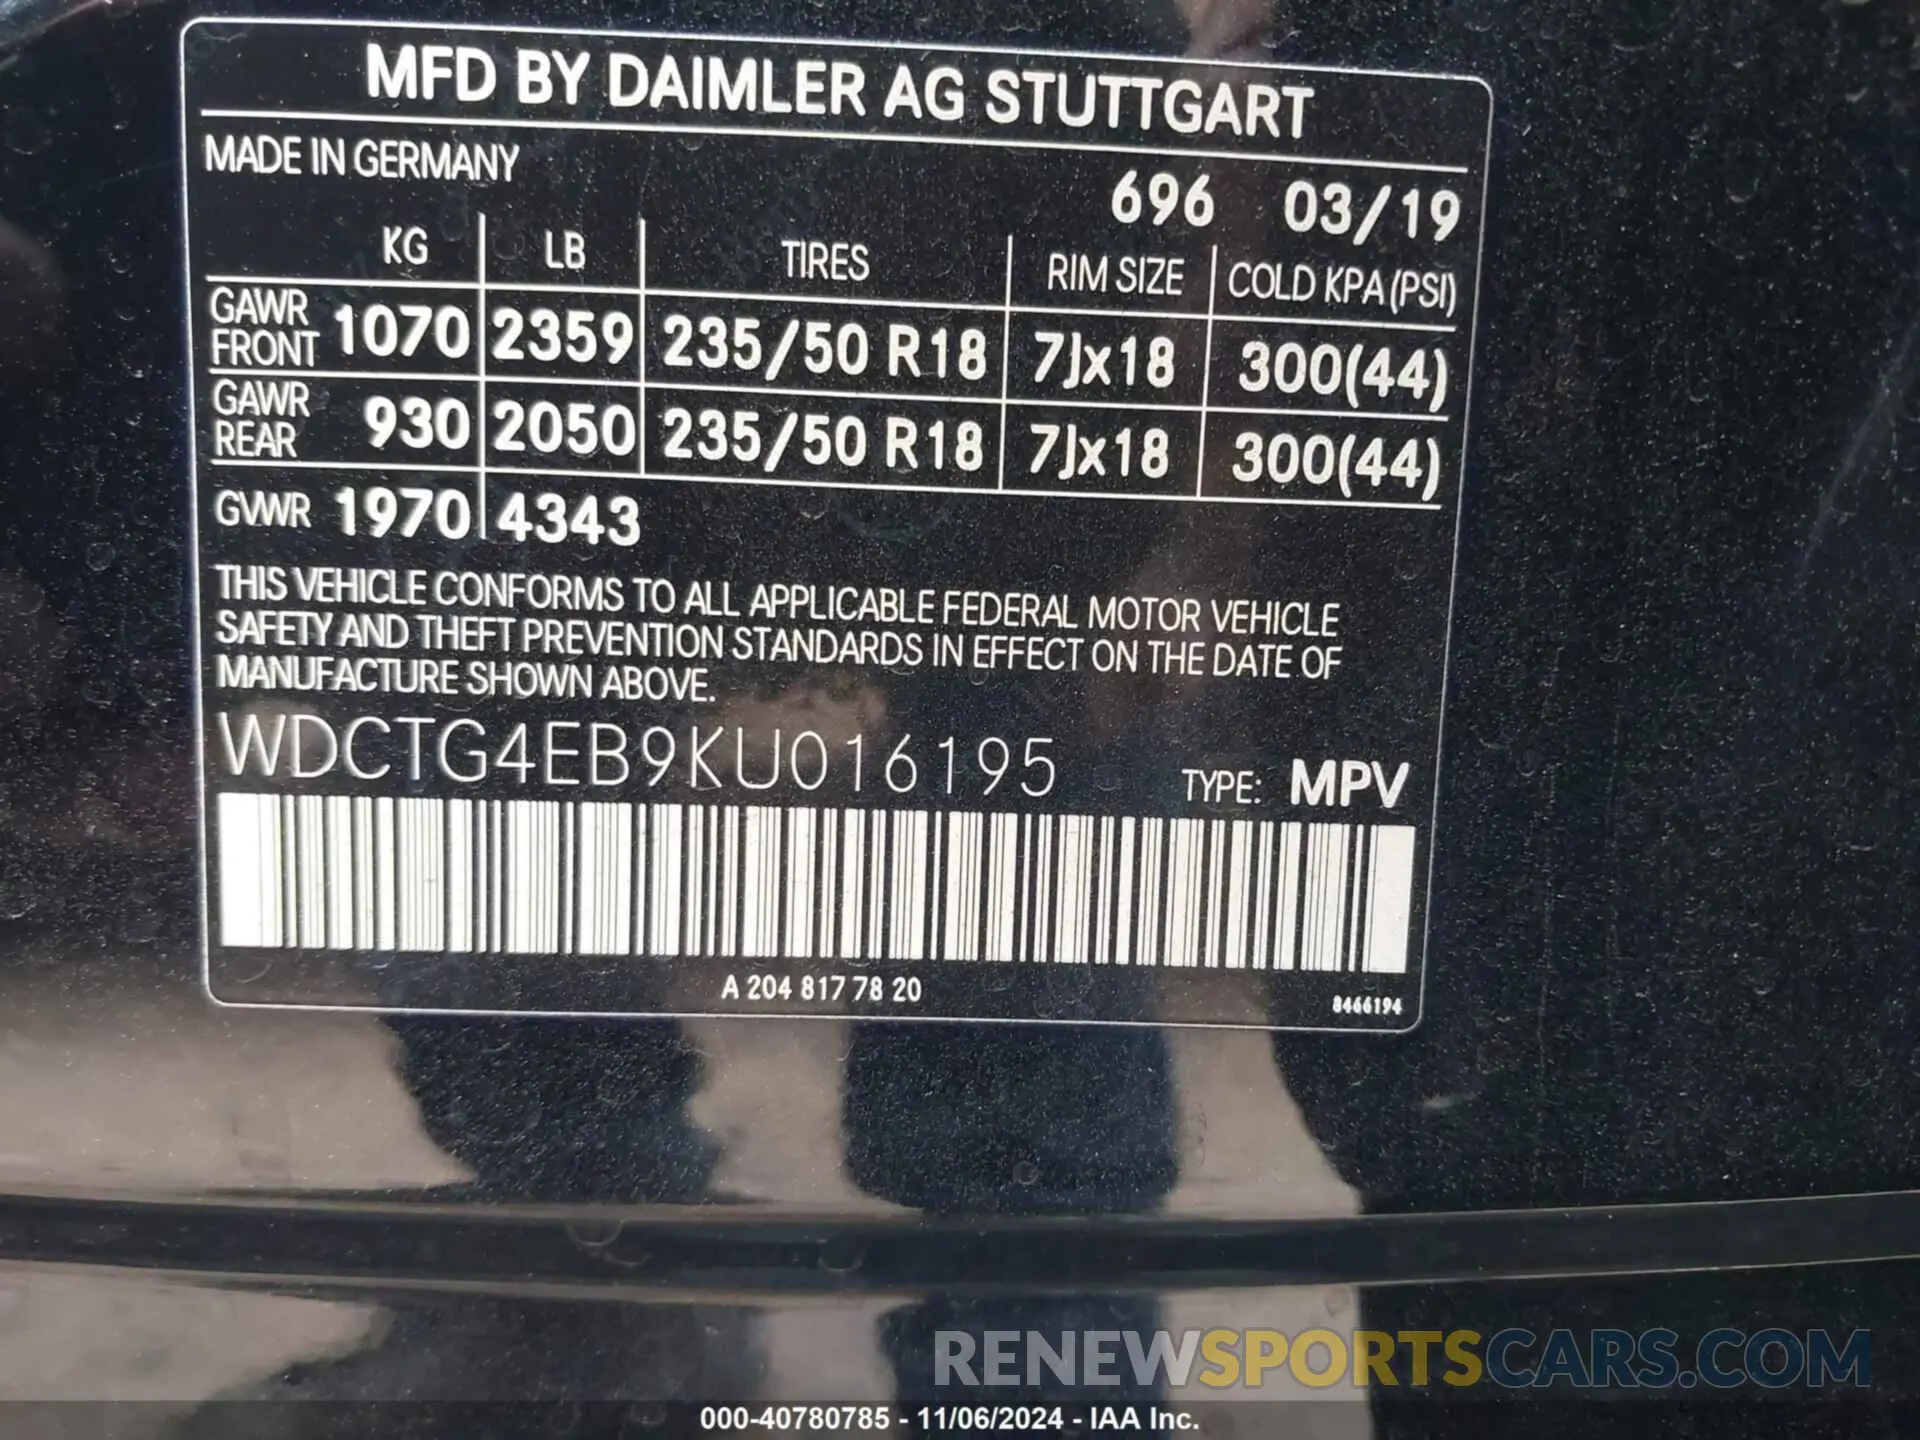 MFD BY DAIMLER AG STUTTGART
MADE IN GERMANY
696 03/19
KG LB TIRES RIM SIZE COLD KPA (PSI)
GAWR FRONT 1070 2359 235/50 R18 7Jx18 300(44)
GAWR REAR 930 2050 235/50 R18 7Jx18 300(44)
GVWR 1970 4343
THIS VEHICLE CONFORMS TO ALL APPLICABLE FEDERAL MOTOR VEHICLE
SAFETY AND THEFT PREVENTION STANDARDS IN EFFECT ON THE DATE OF
MANUFACTURE SHOWN ABOVE.
WDCTG4EB9KU016195 TYPE: MPV
A 204 817 78 20
8466194
RENEWSPORTSCARS.COM
000-40780785 - 11/06/2024 - IAA Inc.